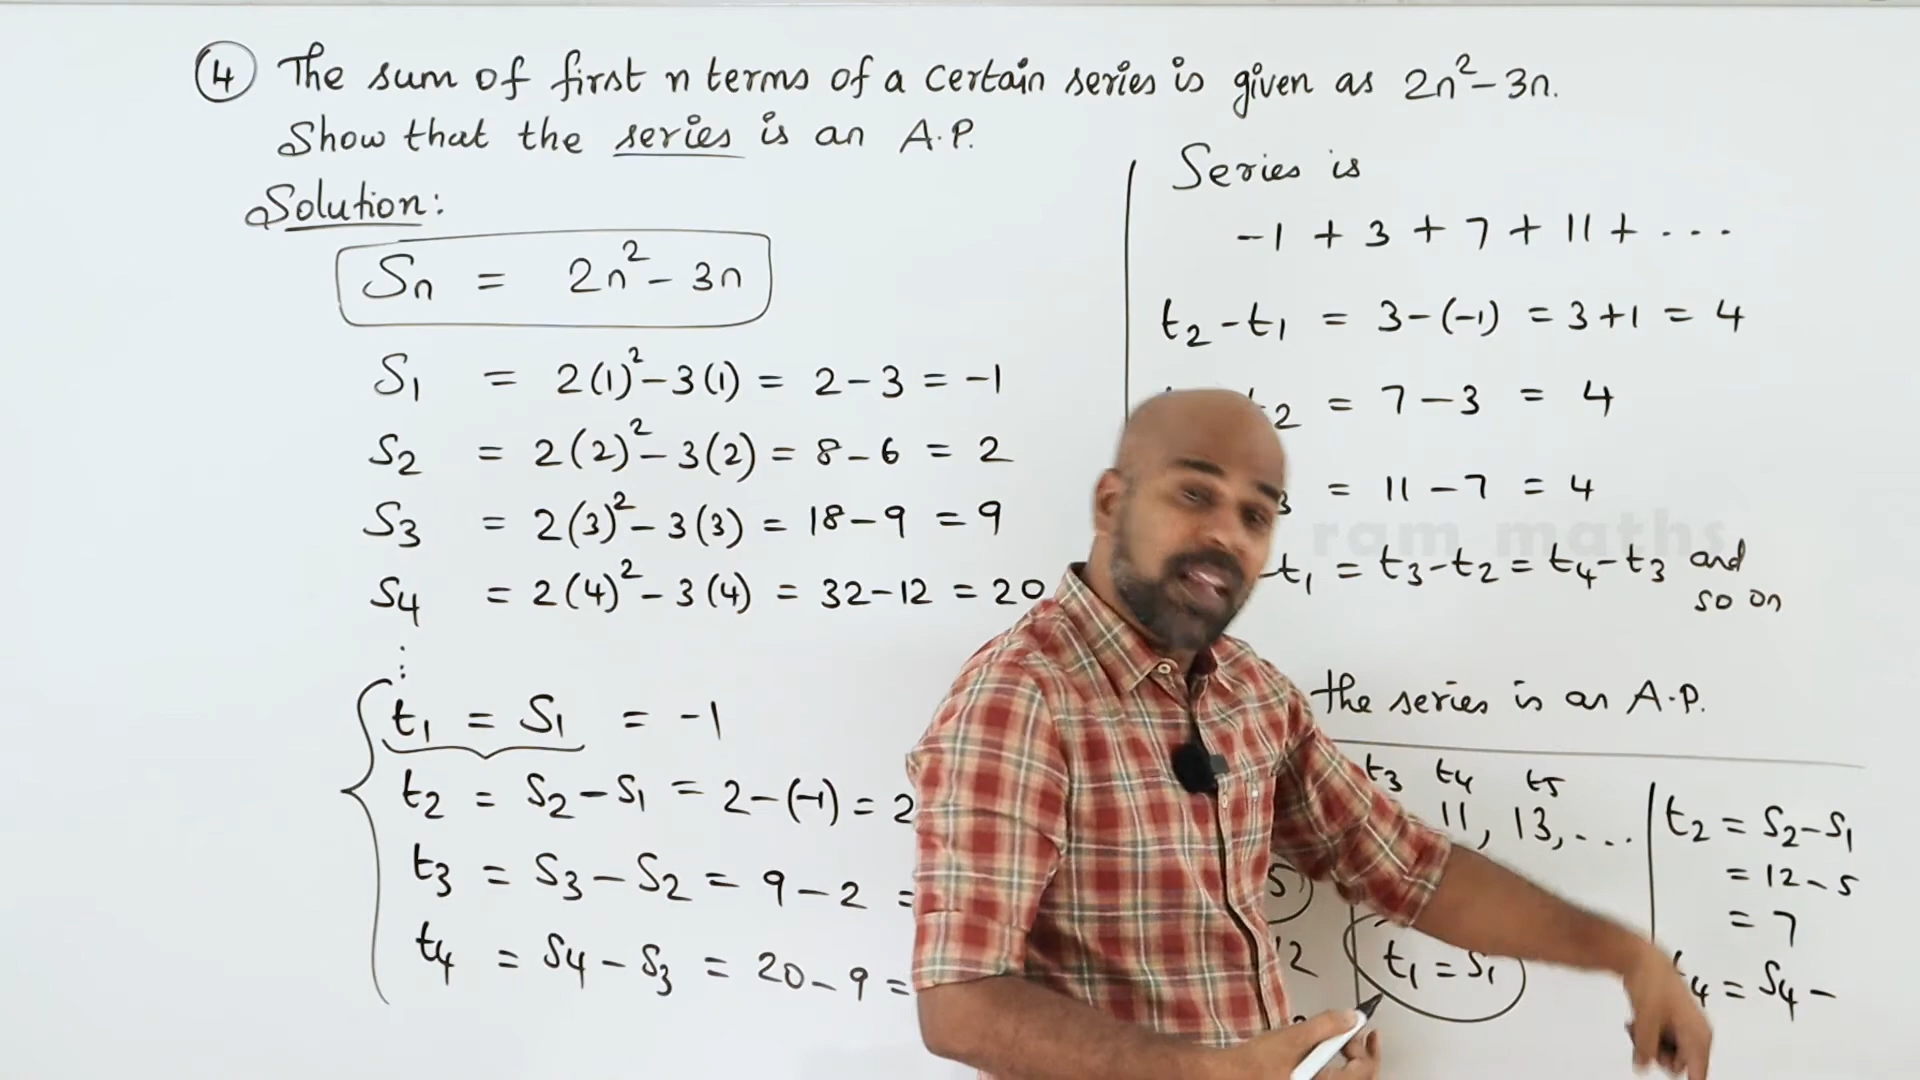 4 The sum of first n terms of a certain series is given as 2n²-3n.
Show that the series is an A.P.
Solution:
Sn = 2n²-3n
S1 = 2(1)²-3(1) = 2-3 = -1
S2 = 2(2)²-3(2) = 8-6 = 2
S3 = 2(3)²-3(3) = 18-9 = 9
S4 = 2(4)²-3(4) = 32-12 = 20
⋮
t1 = S1 = -1
t2 = S2-S1 = 2-(-1) = 2
t3 = S3-S2 = 9-2 =
t4 = S4-S3 = 20-9 =
Series is
-1 + 3 + 7 + 11 + ...
t2-t1 = 3-(-1) = 3+1 = 4
2 = 7-3 = 4
3 = 11-7 = 4
ram maths
-t1 = t3-t2 = t4-t3 and
so on
the series is an A.P.
t3 t4 t5
11, 13, ...
5
12
t1 = S1
t2 = S2-S1
= 12-5
= 7
4 = S4-